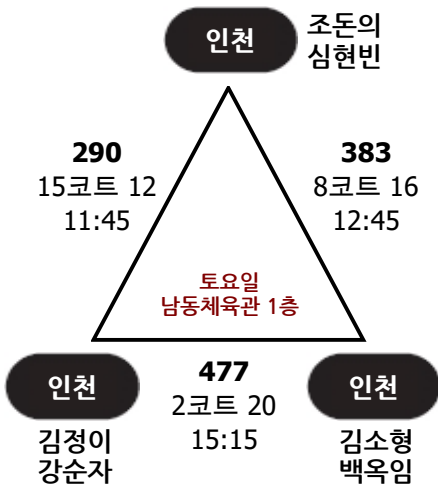 인천
조돈의
심현빈
290
15코트 12
11:45
383
8코트 16
12:45
토요일
남동체육관 1층
인천
김정이
강순자
477
2코트 20
15:15
인천
김소형
백옥임